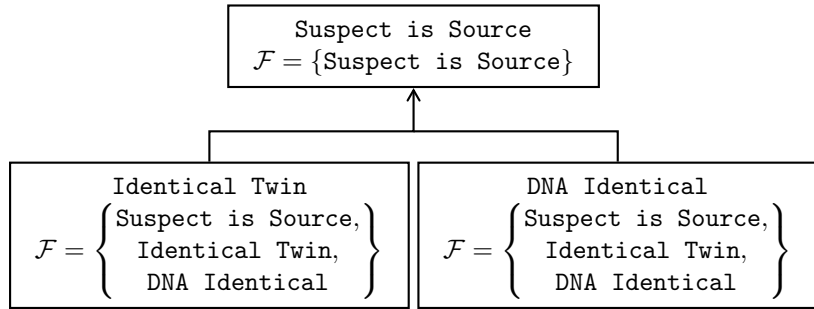 Suspect is Source
ℱ = {Suspect is Source}
Identical Twin
ℱ = {Suspect is Source,
Identical Twin,
DNA Identical}
DNA Identical
ℱ = {Suspect is Source,
Identical Twin,
DNA Identical}